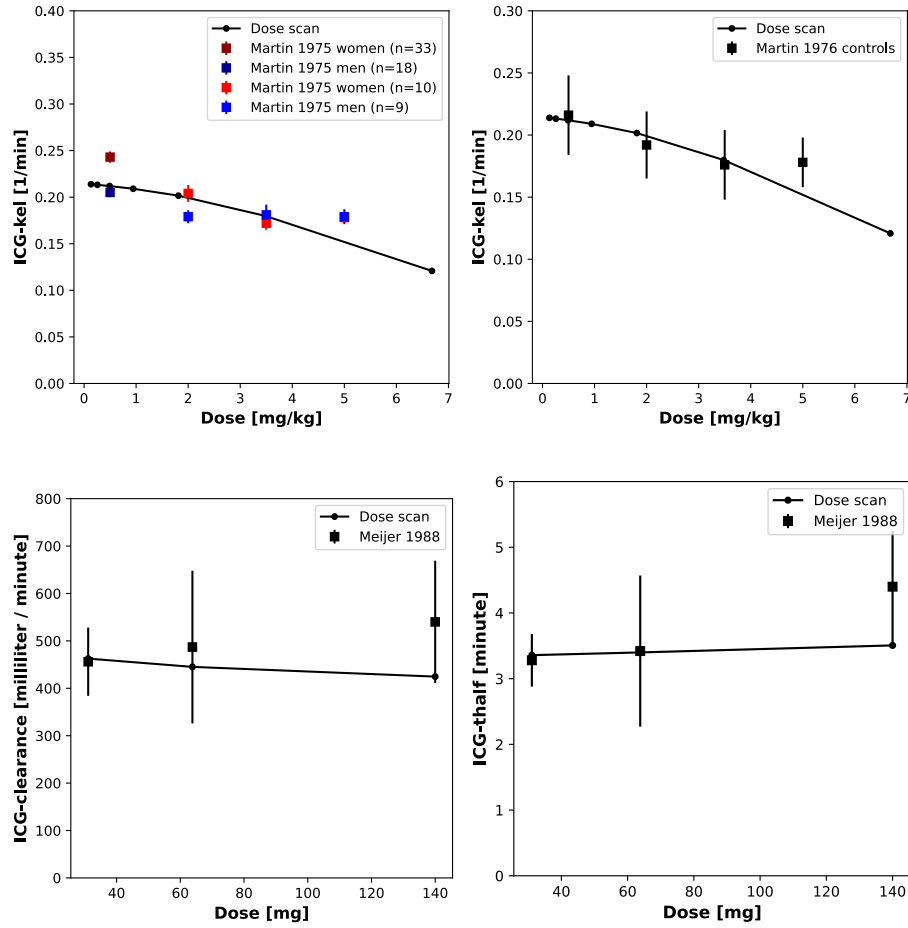 ICG-kel [1/min]
0.40
0.35
0.30
0.25
0.20
0.15
0.10
0.05
0.00
Dose scan
Martin 1975 women (n=33)
Martin 1975 men (n=18)
Martin 1975 women (n=10)
Martin 1975 men (n=9)
0 1 2 3 4 5 6 7
Dose [mg/kg]
ICG-kel [1/min]
0.30
0.25
0.20
0.15
0.10
0.05
0.00
Dose scan
Martin 1976 controls
0 1 2 3 4 5 6 7
Dose [mg/kg]
ICG-clearance [milliliter / minute]
800
700
600
500
400
300
200
100
0
Dose scan
Meijer 1988
40 60 80 100 120 140
Dose [mg]
ICG-thalf [minute]
6
5
4
3
2
1
0
Dose scan
Meijer 1988
40 60 80 100 120 140
Dose [mg]